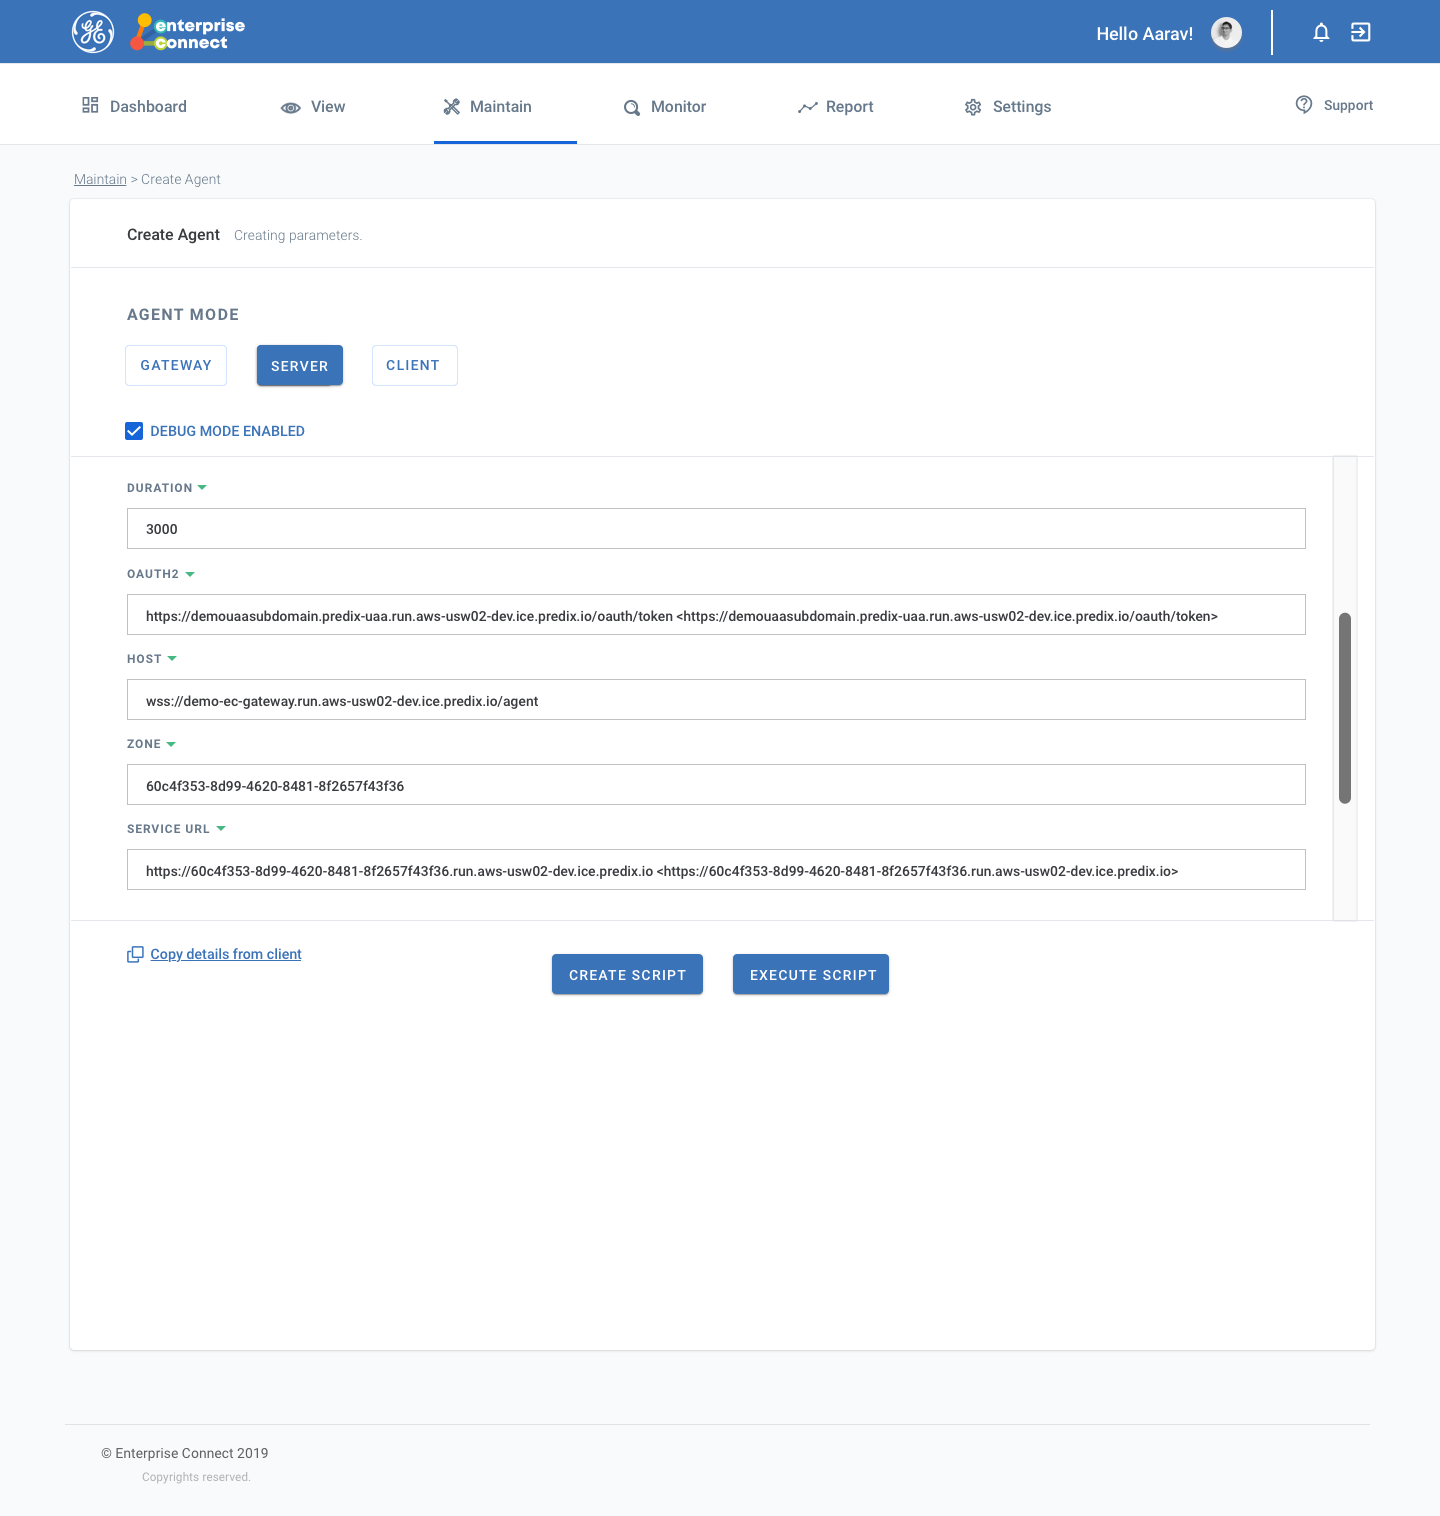 GE enterprise connect
Hello Aarav!
Dashboard
View
Maintain
Monitor
Report
Settings
Support
Maintain > Create Agent
Create Agent Creating parameters.
AGENT MODE
GATEWAY
SERVER
CLIENT
DEBUG MODE ENABLED
DURATION
3000
OAUTH2
https://demouaasubdomain.predix-uaa.run.aws-usw02-dev.ice.predix.io/oauth/token <https://demouaasubdomain.predix-uaa.run.aws-usw02-dev.ice.predix.io/oauth/token>
HOST
wss://demo-ec-gateway.run.aws-usw02-dev.ice.predix.io/agent
ZONE
60c4f353-8d99-4620-8481-8f2657f43f36
SERVICE URL
https://60c4f353-8d99-4620-8481-8f2657f43f36.run.aws-usw02-dev.ice.predix.io <https://60c4f353-8d99-4620-8481-8f2657f43f36.run.aws-usw02-dev.ice.predix.io>
Copy details from client
CREATE SCRIPT
EXECUTE SCRIPT
© Enterprise Connect 2019
Copyrights reserved.